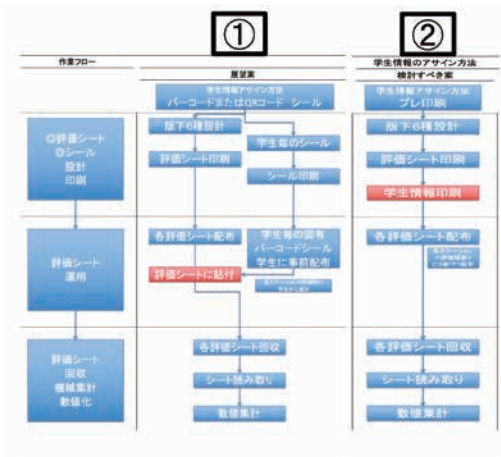 ①
②
作業フロー
学生情報のアサイン方法
展望案
検討すべき案
学生情報アサイン方法
バーコードまたはQRコード シール
学生情報アサイン方法
プレ印刷
◎評価シート
◎シール
設計
印刷
版下6種設計
学生毎のシール
版下6種設計
評価シート印刷
シール印刷
評価シート印刷
学生情報印刷
評価シート
運用
各評価シート配布
学生毎の固有
バーコードシール
学生に事前配布
各評価シート配布
評価シートに貼付
評価シート
回収
機械集計
数値化
各評価シート回収
各評価シート回収
シート読み取り
シート読み取り
数値集計
数値集計